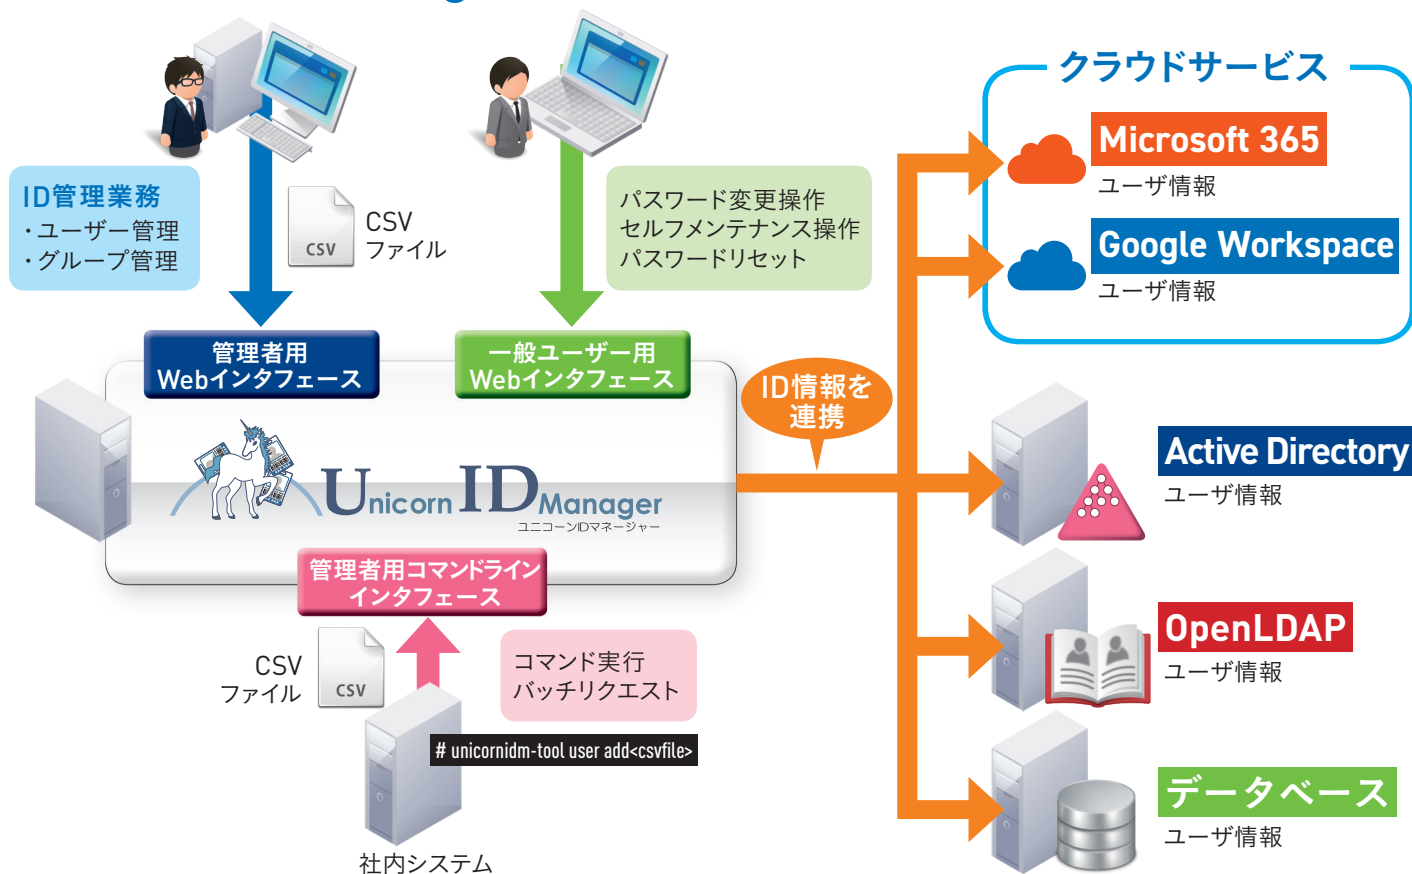 ID管理業務
・ユーザー管理
・グループ管理
CSV
CSV
ファイル
パスワード変更操作
セルフメンテナンス操作
パスワードリセット
管理者用
Webインタフェース
一般ユーザー用
Webインタフェース
Unicorn ID Manager
ユニコーンIDマネージャー
管理者用コマンドライン
インタフェース
CSV
ファイル
CSV
コマンド実行
バッチリクエスト
# unicornidm-tool user add<csvfile>
社内システム
ID情報を
連携
クラウドサービス
Microsoft 365
ユーザ情報
Google Workspace
ユーザ情報
Active Directory
ユーザ情報
OpenLDAP
ユーザ情報
データベース
ユーザ情報